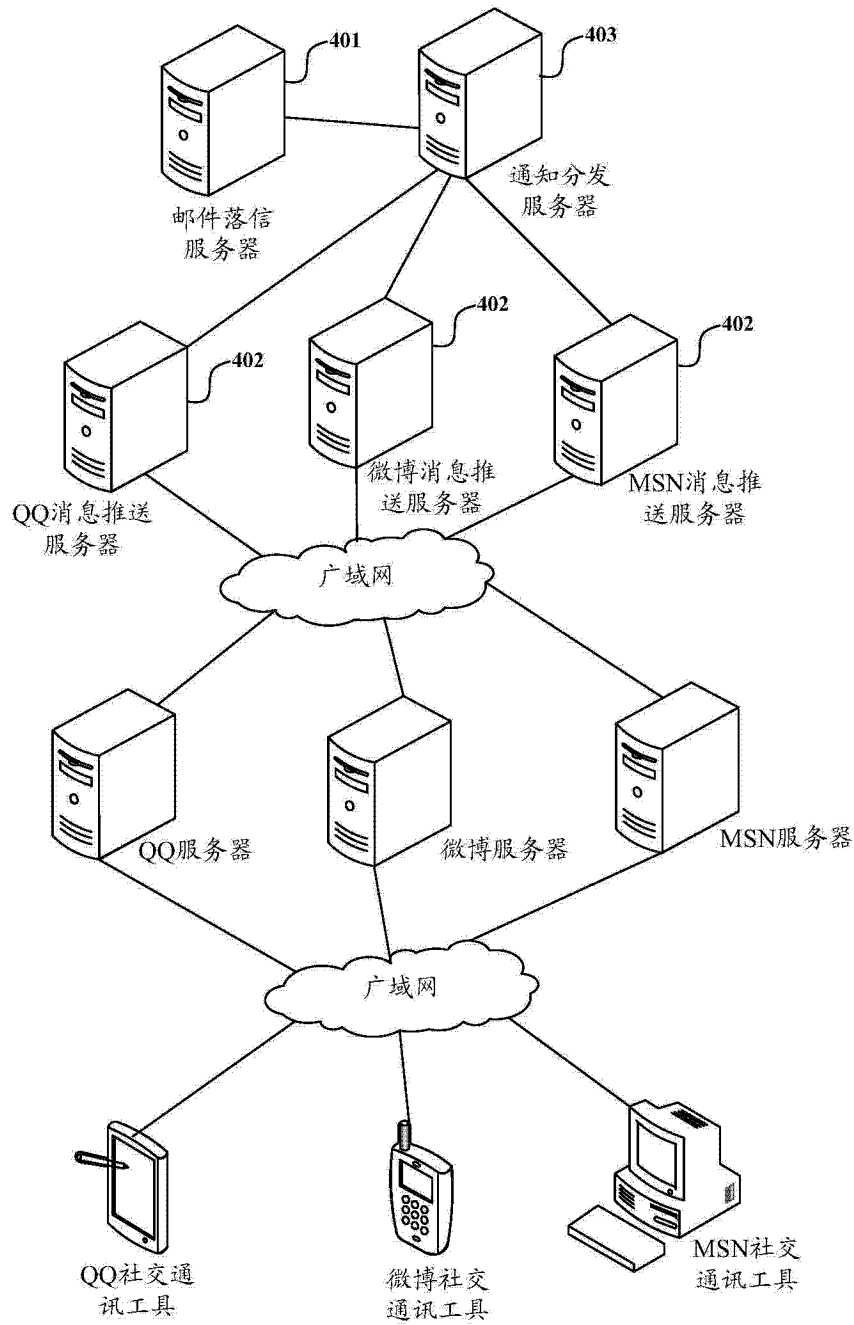 401
403
邮件落信
服务器
通知分发
服务器
402
402
402
QQ消息推送
服务器
微博消息推
送服务器
MSN消息推
送服务器
广域网
QQ服务器
微博服务器
MSN服务器
广域网
QQ社交通
讯工具
微博社交
通讯工具
MSN社交
通讯工具